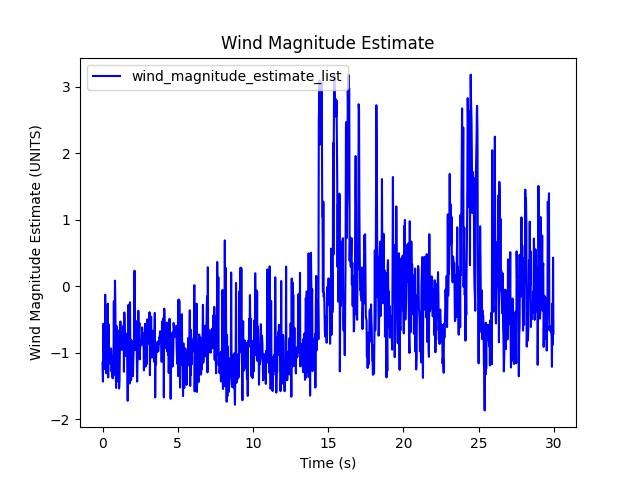 Wind Magnitude Estimate
wind_magnitude_estimate_list
Wind Magnitude Estimate (UNITS)
3
2
1
0
−1
−2
0 5 10 15 20 25 30
Time (s)